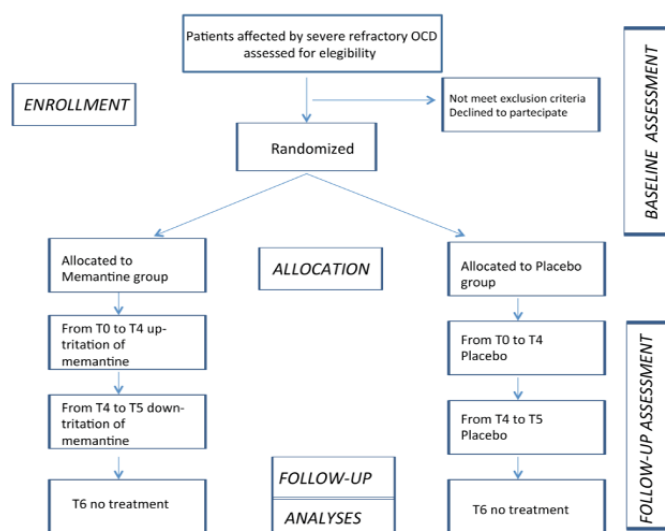 Patients affected by severe refractory OCD
assessed for elegibility
ENROLLMENT
Not meet exclusion criteria
Declined to partecipate
BASELINE ASSESSMENT
Randomized
Allocated to
Memantine group
ALLOCATION
Allocated to Placebo
group
From T0 to T4 up-
tritation of
memantine
From T0 to T4
Placebo
From T4 to T5 down-
tritation of
memantine
From T4 to T5
Placebo
FOLLOW-UP ASSESSMENT
T6 no treatment
FOLLOW-UP
ANALYSES
T6 no treatment